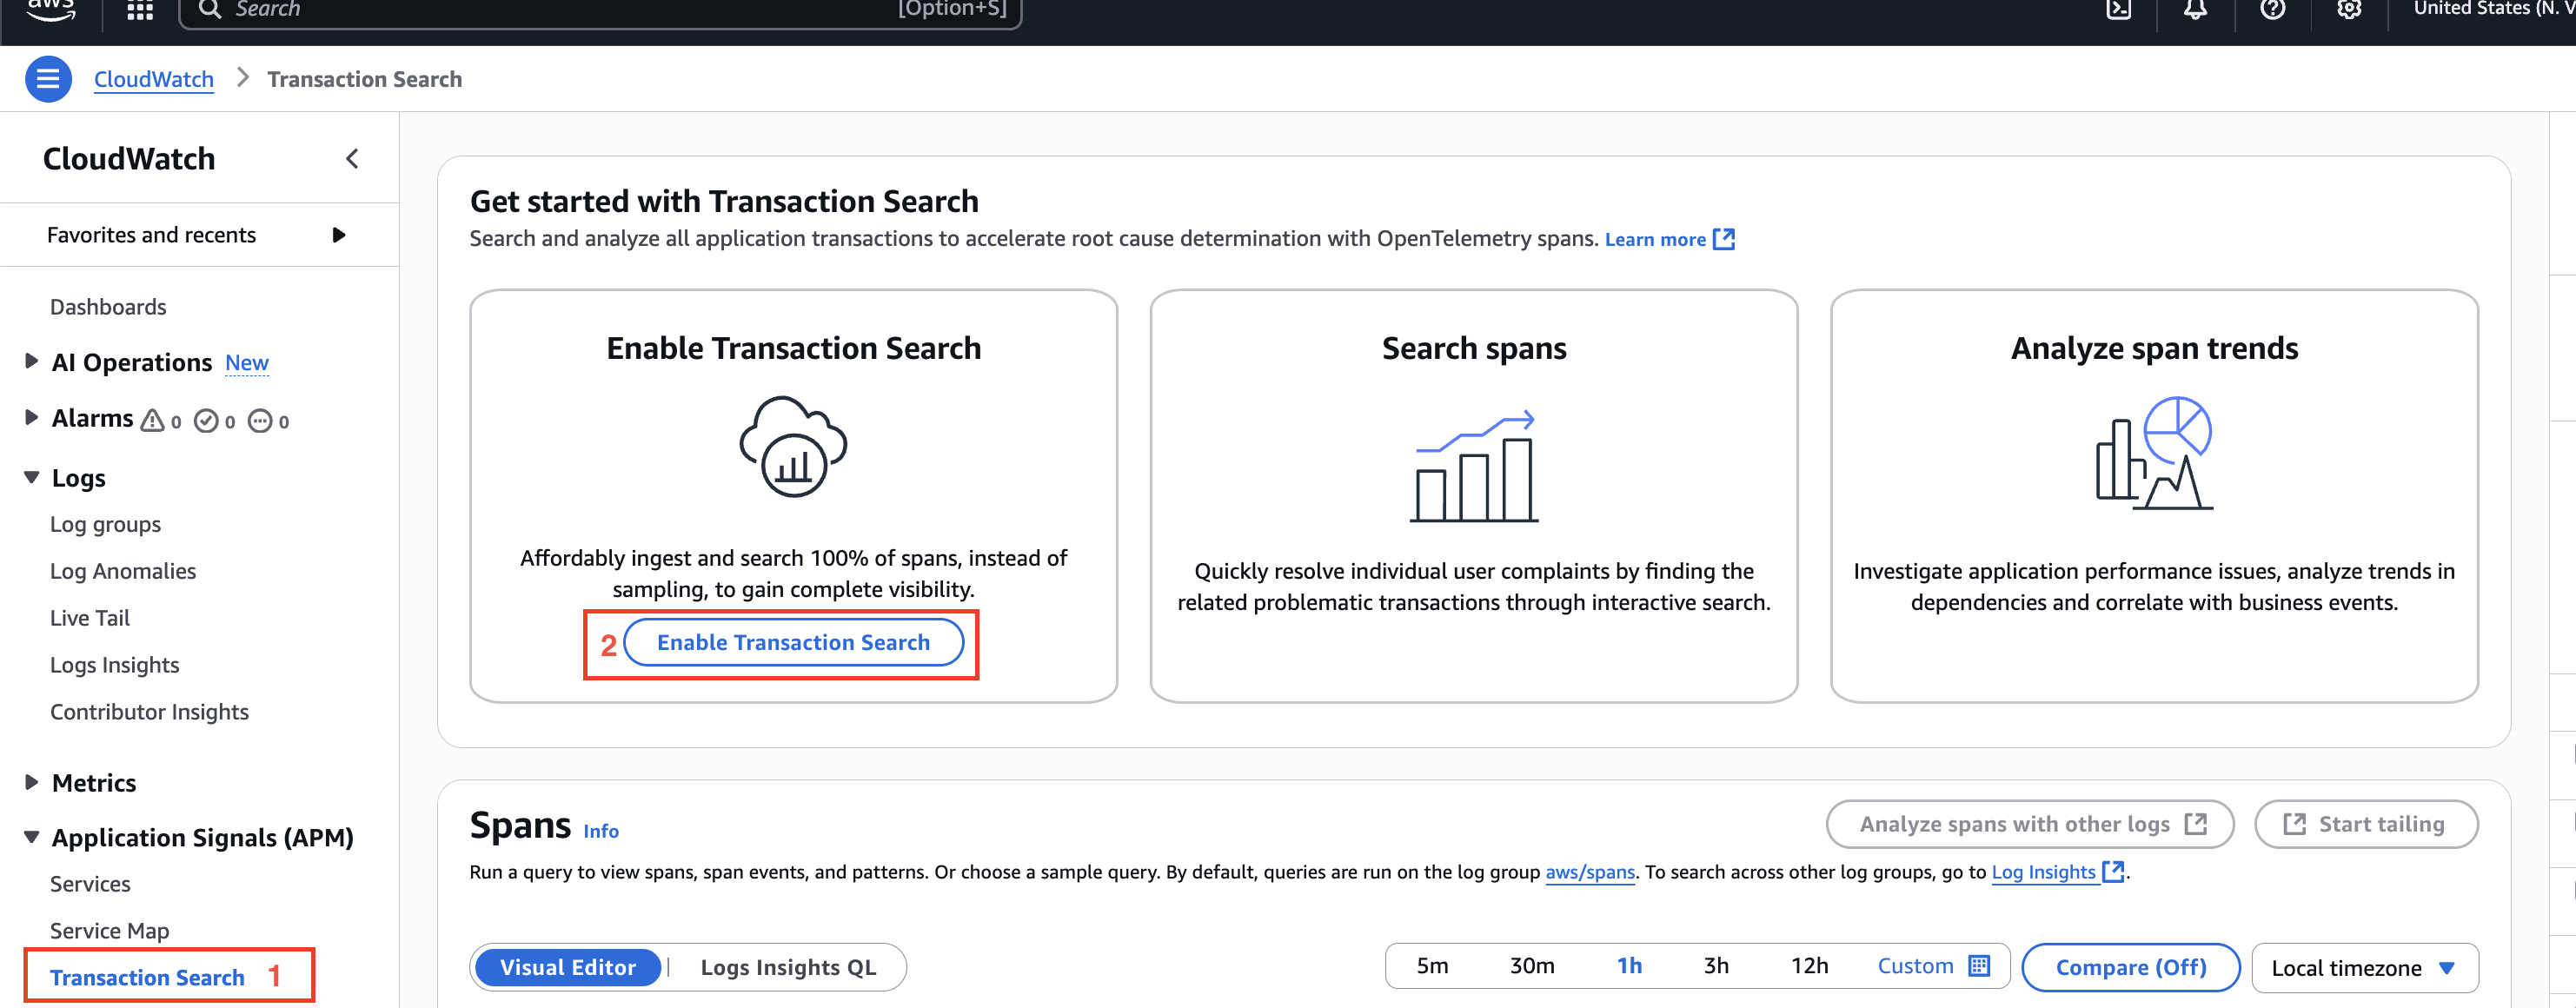 aws
Search
[Option+S]
United States (N. V
CloudWatch
Transaction Search
CloudWatch
Favorites and recents
Dashboards
AI Operations New
Alarms 0 0 0
Logs
Log groups
Log Anomalies
Live Tail
Logs Insights
Contributor Insights
Metrics
Application Signals (APM)
Services
Service Map
Transaction Search 1
Get started with Transaction Search
Search and analyze all application transactions to accelerate root cause determination with OpenTelemetry spans. Learn more
Enable Transaction Search
Affordably ingest and search 100% of spans, instead of
sampling, to gain complete visibility.
2 Enable Transaction Search
Search spans
Quickly resolve individual user complaints by finding the
related problematic transactions through interactive search.
Analyze span trends
Investigate application performance issues, analyze trends in
dependencies and correlate with business events.
Spans Info
Analyze spans with other logs
Start tailing
Run a query to view spans, span events, and patterns. Or choose a sample query. By default, queries are run on the log group aws/spans. To search across other log groups, go to Log Insights.
Visual Editor | Logs Insights QL
5m 30m 1h 3h 12h Custom
Compare (Off)
Local timezone